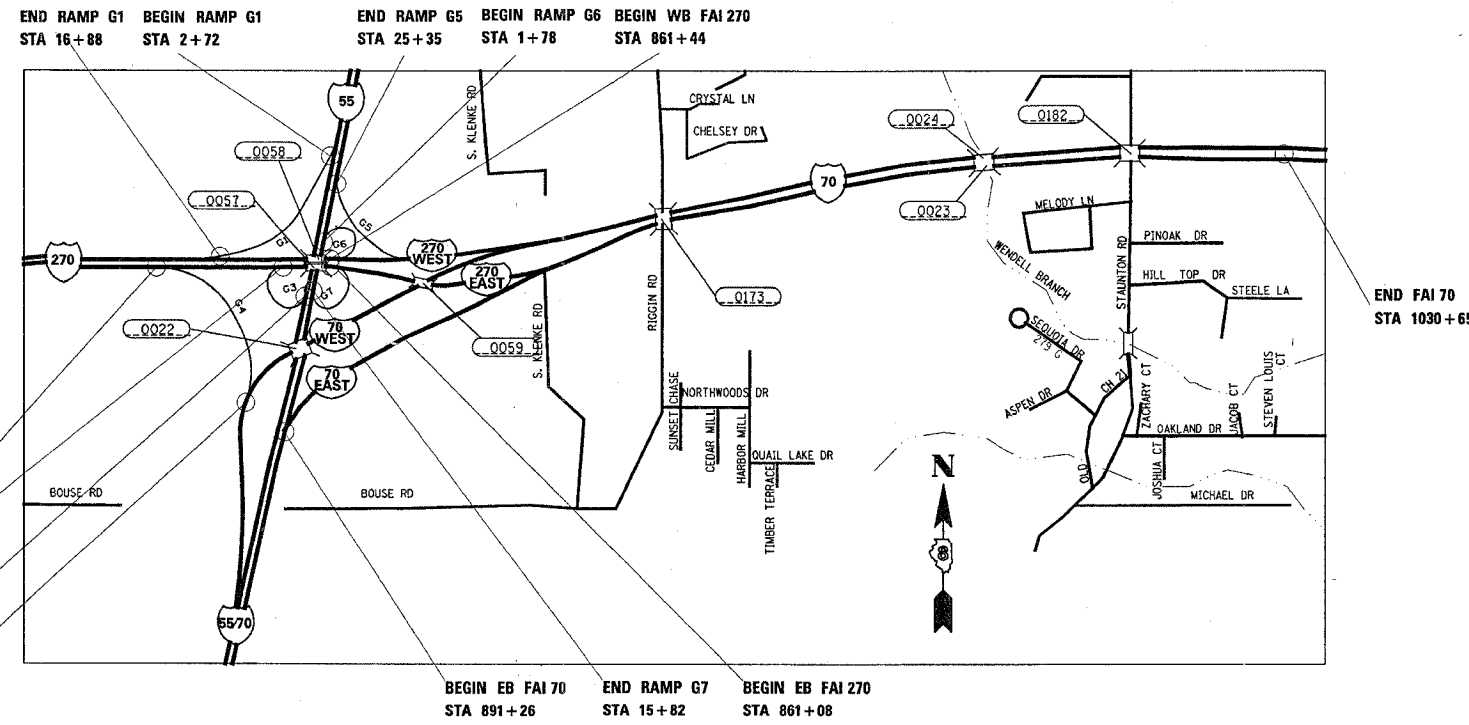 END RAMP G1
STA 16+88
BEGIN RAMP G1
STA 2+72
END RAMP G5
STA 25+35
BEGIN RAMP G6
STA 1+78
BEGIN WB FAI 270
STA 861+44
55
S. KLENKE RD
CRYSTAL LN
CHELSEY DR
0058
0057
0024
0182
70
0023
MELODY LN
G1
G5
G6
270
270 WEST
270 EAST
G3
G7
G4
0022
70 WEST
70 EAST
0059
S. KLENKE RD
RIGGIN RD
0173
WENDELL BRANCH
STAUNTON RD
PINOAK DR
HILL TOP DR
STEELE LA
END FAI 70
STA 1030+65
SEQUOIA DR
279 G
ASPEN DR
OLD
CH 21
ZACHARY CT
JACOB CT
STEVEN LOUIS CT
OAKLAND DR
JOSHUA CT
MICHAEL DR
SUNSET CHASE
NORTHWOODS DR
CEDAR MILL
HARBOR MILL
QUAIL LAKE DR
TIMBER TERRACE
BOUSE RD
BOUSE RD
N
8
55/70
BEGIN EB FAI 70
STA 891+26
END RAMP G7
STA 15+82
BEGIN EB FAI 270
STA 861+08